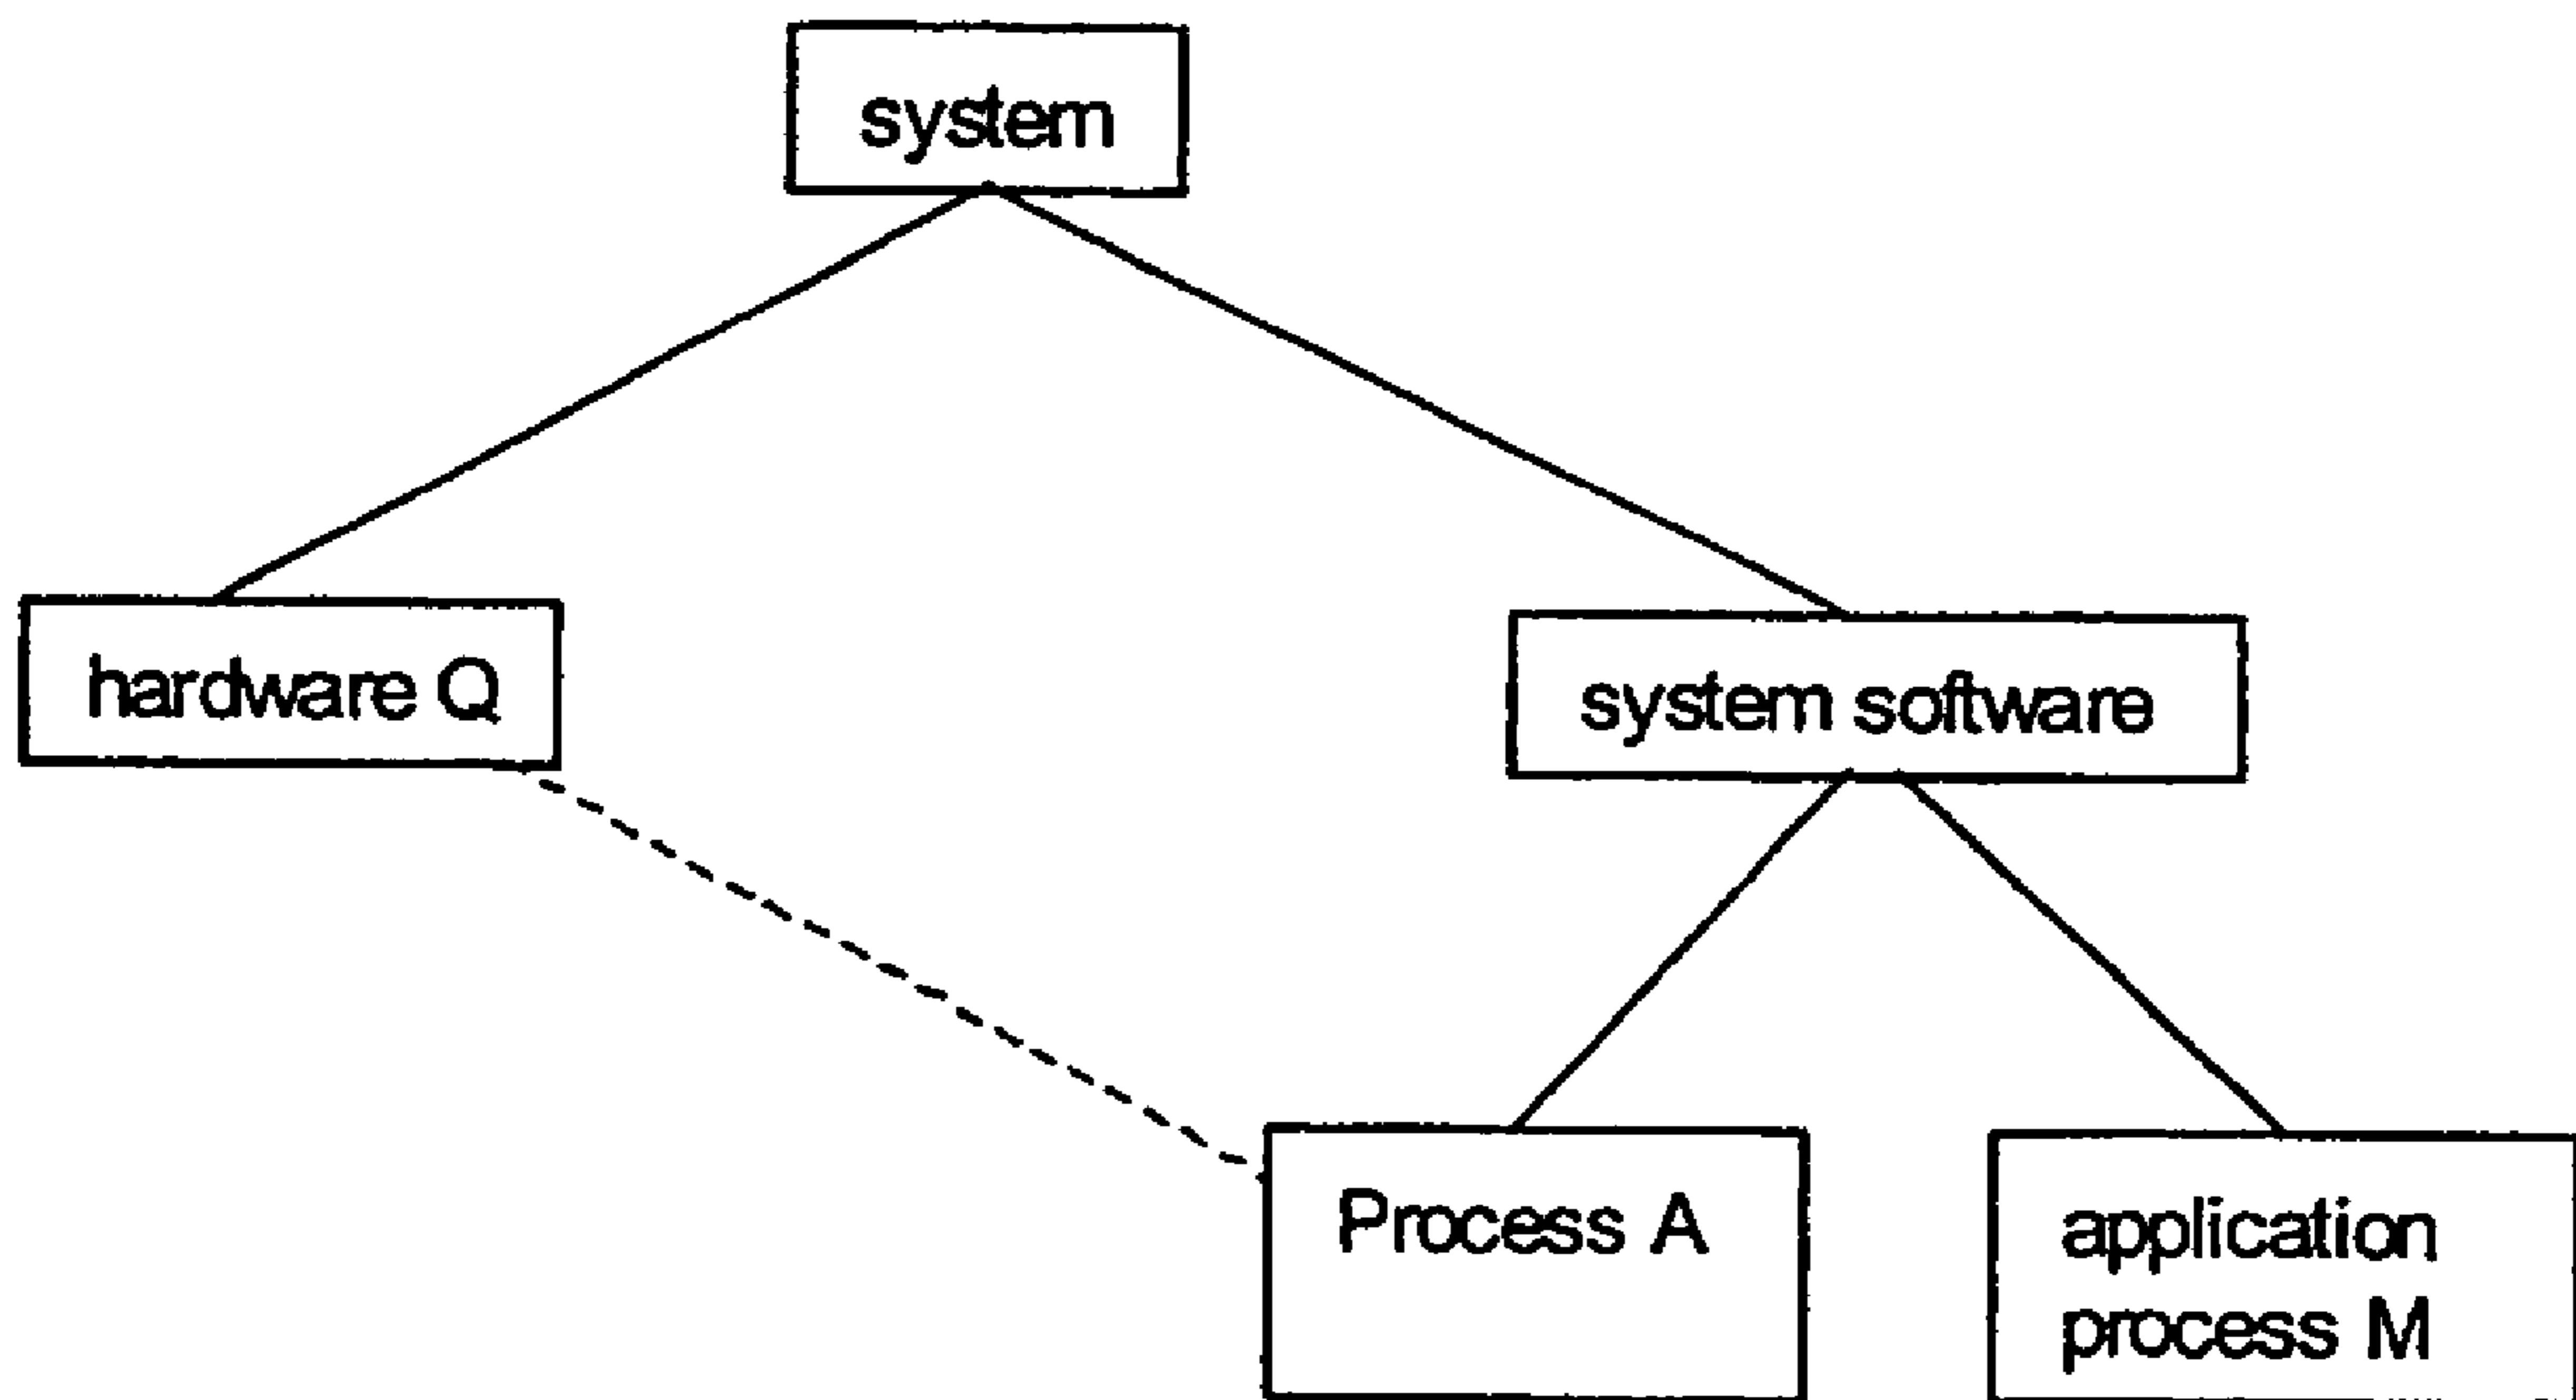 system
hardware Q
system software
Process A
application
process M